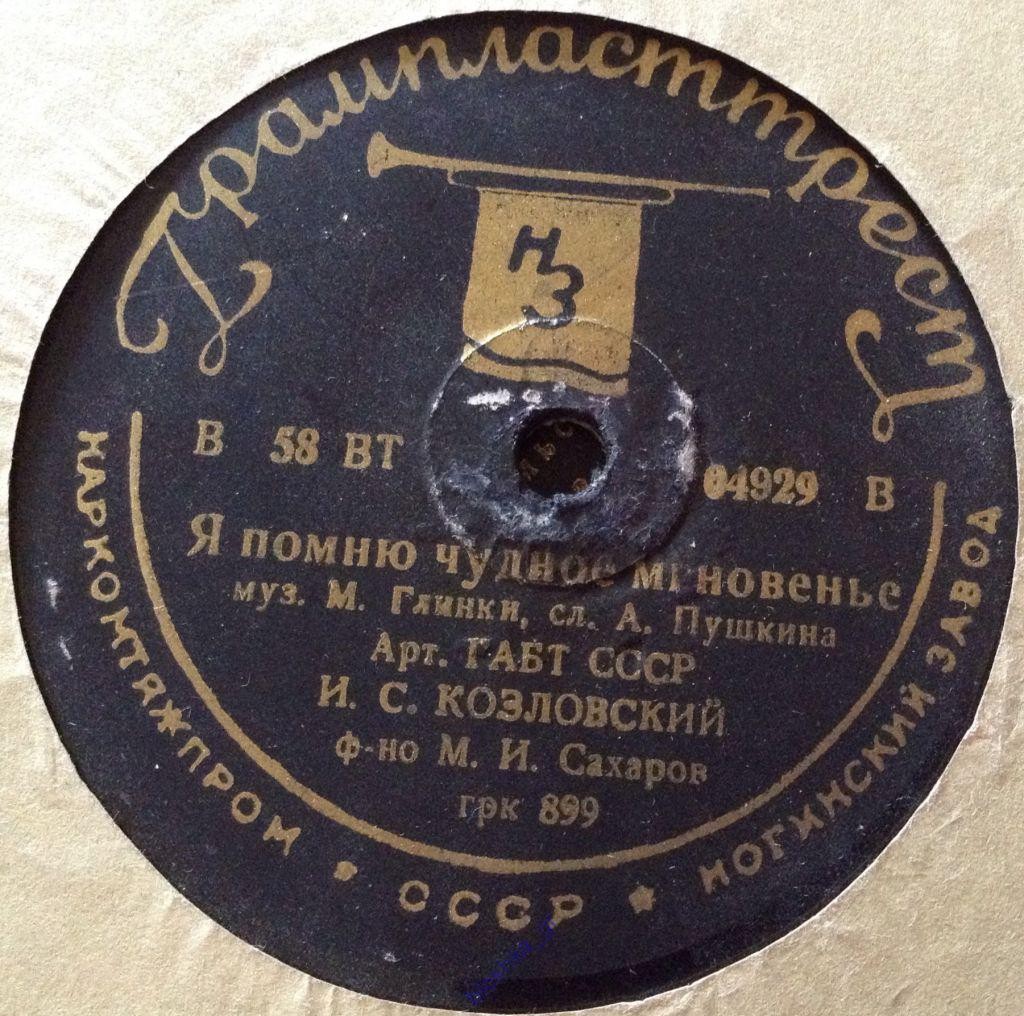 Грампласттрест
НЗ
В 58 ВТ 04929 В
Я помню чудное мгновенье
муз. М. Глинки, сл. А. Пушкина
Арт. ГАБТ СССР
И. С. КОЗЛОВСКИЙ
ф-но М. И. Сахаров
грк 899
НАРКОМТЯЖПРОМ * СССР * НОГИНСКИЙ ЗАВОД